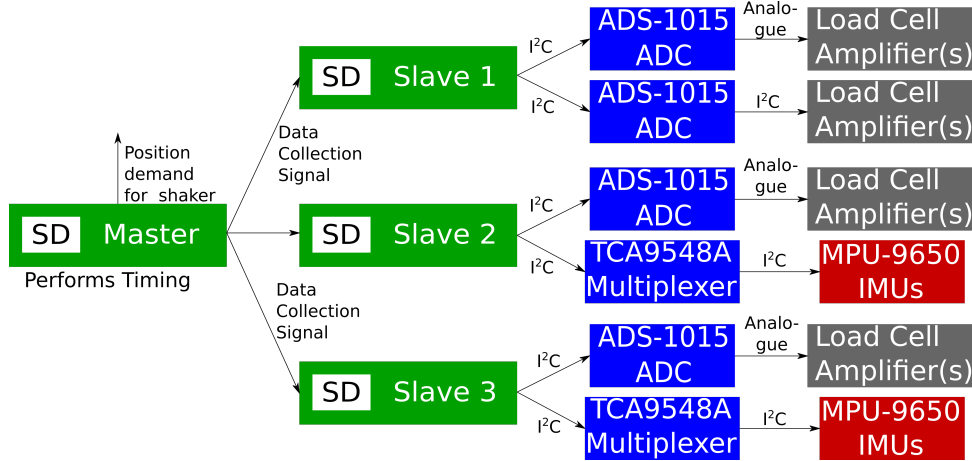 SD Master
Performs Timing
Position
demand
for shaker
Data
Collection
Signal
Data
Collection
Signal
SD Slave 1
I²C
I²C
ADS-1015
ADC
Analo-
gue
Load Cell
Amplifier(s)
ADS-1015
ADC
I²C
Load Cell
Amplifier(s)
SD Slave 2
I²C
I²C
ADS-1015
ADC
Analo-
gue
Load Cell
Amplifier(s)
TCA9548A
Multiplexer
I²C
MPU-9650
IMUs
SD Slave 3
I²C
I²C
ADS-1015
ADC
Analo-
gue
Load Cell
Amplifier(s)
TCA9548A
Multiplexer
I²C
MPU-9650
IMUs